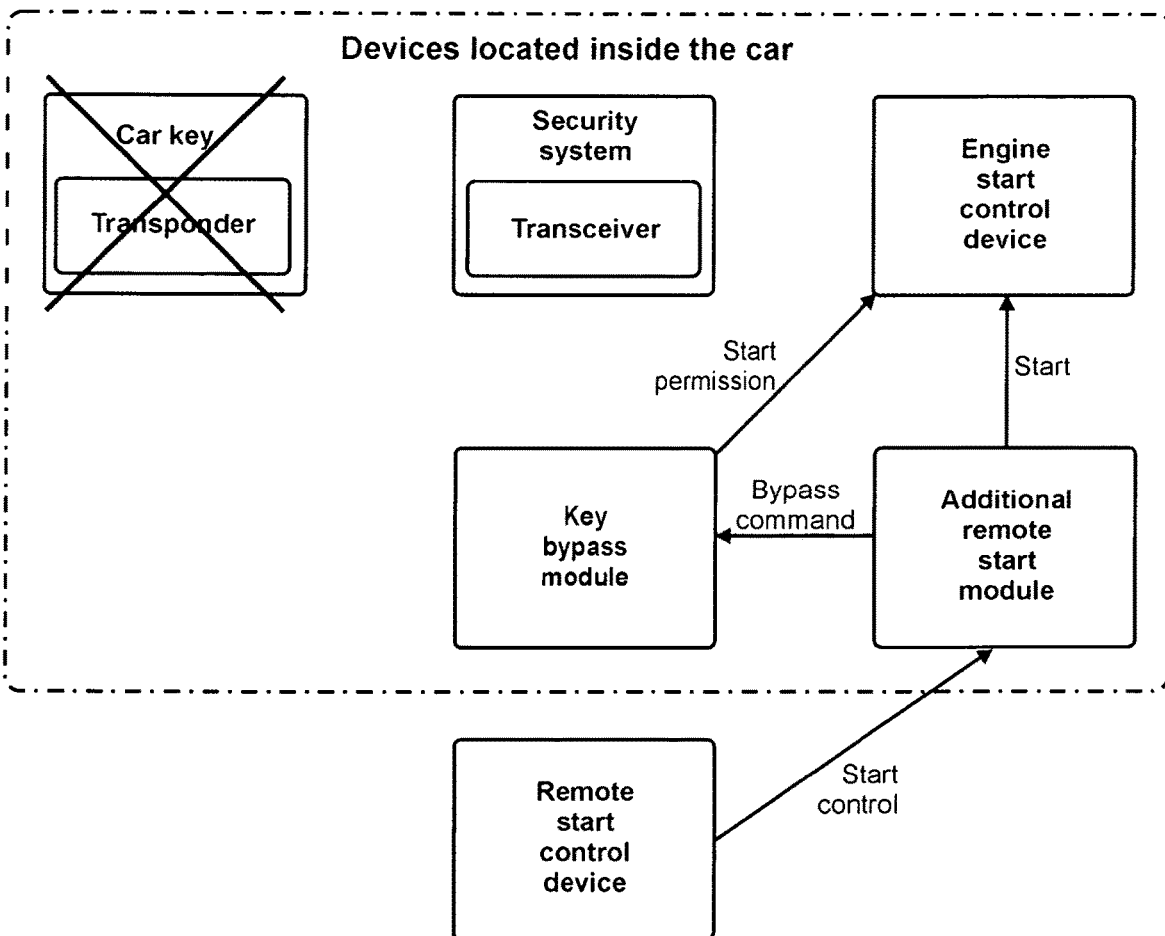 Devices located inside the car
Car key
Transponder
Security
system
Transceiver
Engine
start
control
device
Start
permission
Start
Key
bypass
module
Bypass
command
Additional
remote
start
module
Remote
start
control
device
Start
control